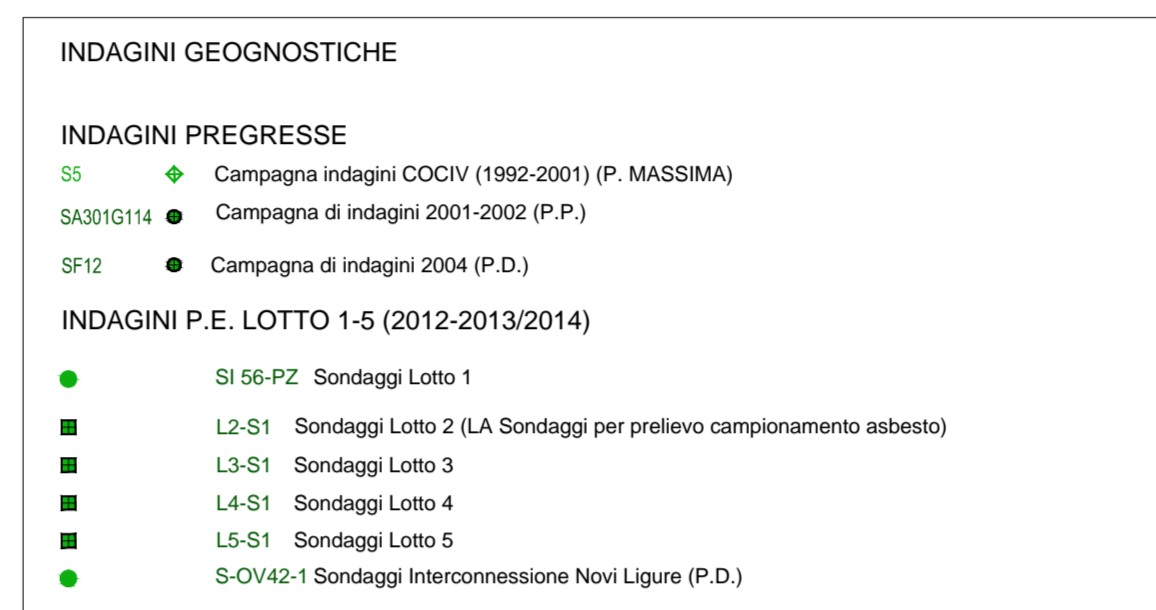 INDAGINI GEOGNOSTICHE
INDAGINI PREGRESSE
S5 Campagna indagini COCIV (1992-2001) (P. MASSIMA)
SA301G114 Campagna di indagini 2001-2002 (P.P.)
SF12 Campagna di indagini 2004 (P.D.)
INDAGINI P.E. LOTTO 1-5 (2012-2013/2014)
SI 56-PZ Sondaggi Lotto 1
L2-S1 Sondaggi Lotto 2 (LA Sondaggi per prelievo campionamento asbesto)
L3-S1 Sondaggi Lotto 3
L4-S1 Sondaggi Lotto 4
L5-S1 Sondaggi Lotto 5
S-OV42-1 Sondaggi Interconnessione Novi Ligure (P.D.)